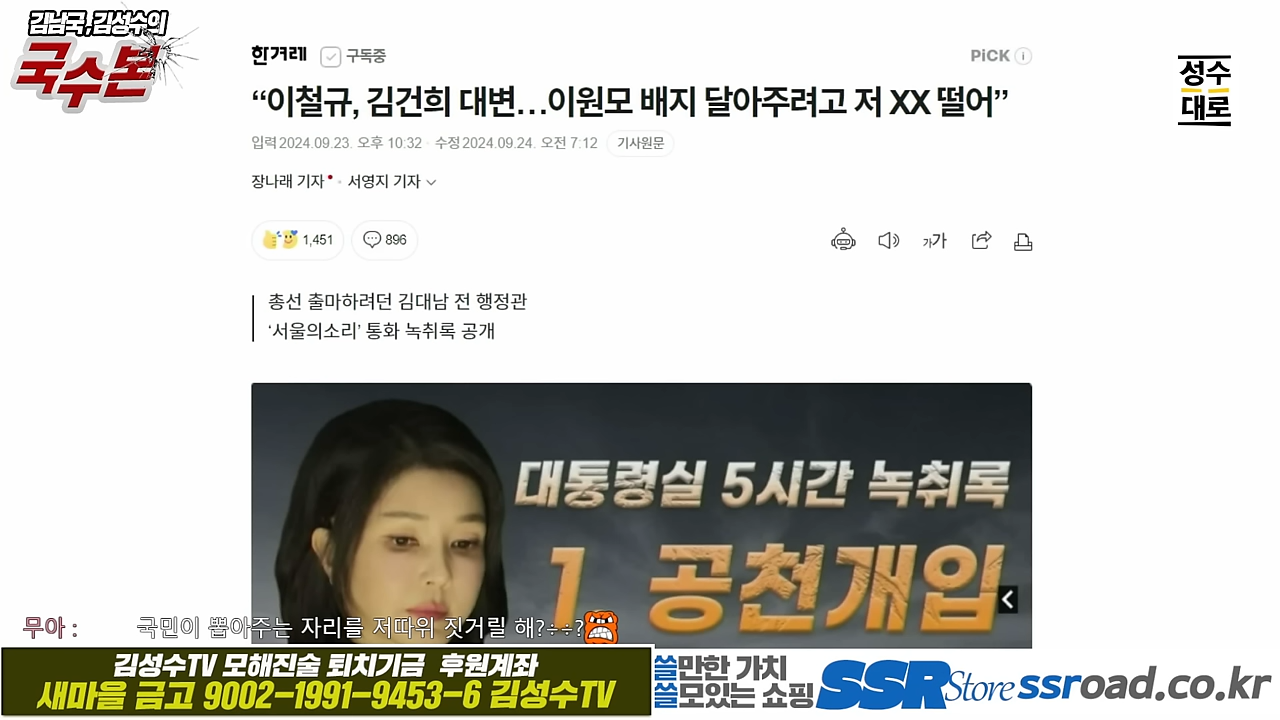 김남국,김성수의
국수본
한겨레 구독중
PiCK
성수
대로
“이철규, 김건희 대변…이원모 배지 달아주려고 저 XX 떨어”
입력 2024.09.23. 오후 10:32 · 수정 2024.09.24. 오전 7:12 기사원문
장나래 기자 · 서영지 기자
1,451 896
가가
총선 출마하려던 김대남 전 행정관
‘서울의소리’ 통화 녹취록 공개
대통령실 5시간 녹취록
1 공천개입
무아 : 국민이 뽑아주는 자리를 저따위 짓거릴 해?÷÷?
김성수TV 모해진술 퇴치기금 후원계좌
새마을 금고 9002-1991-9453-6 김성수TV
쓸만한 가치
쓸모있는 쇼핑
SSR Store ssroad.co.kr